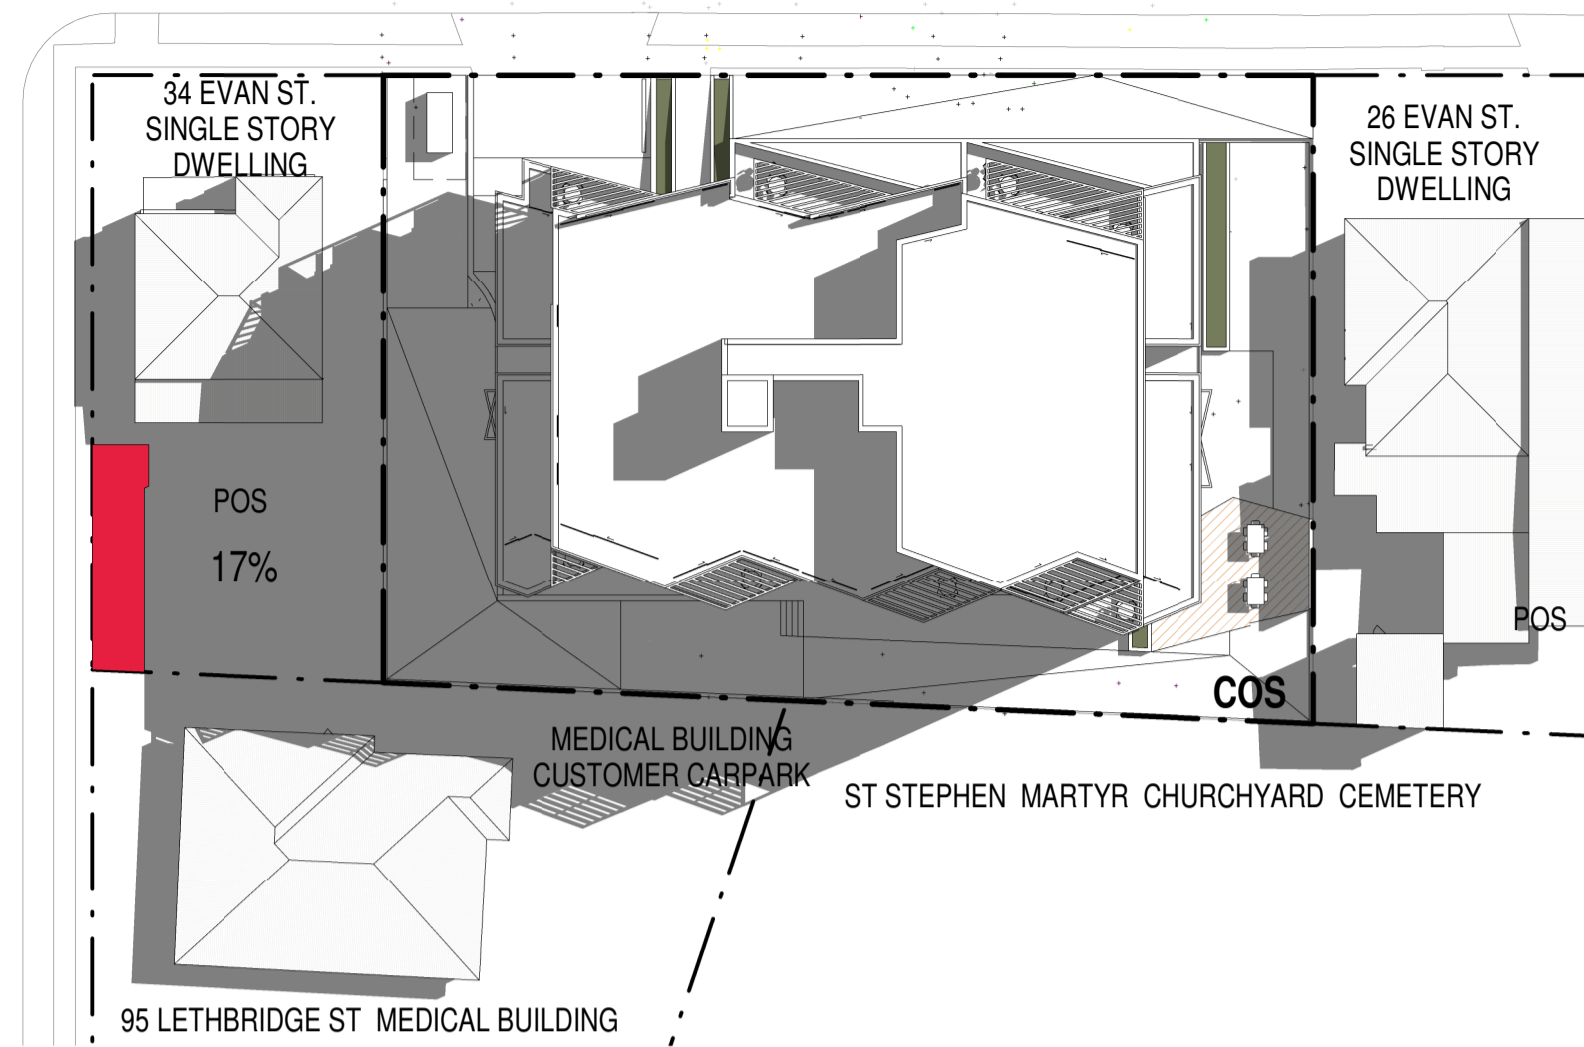 34 EVAN ST.
SINGLE STORY
DWELLING
26 EVAN ST.
SINGLE STORY
DWELLING
POS
17%
POS
COS
MEDICAL BUILDING
CUSTOMER CARPARK
ST STEPHEN MARTYR CHURCHYARD CEMETERY
95 LETHBRIDGE ST MEDICAL BUILDING